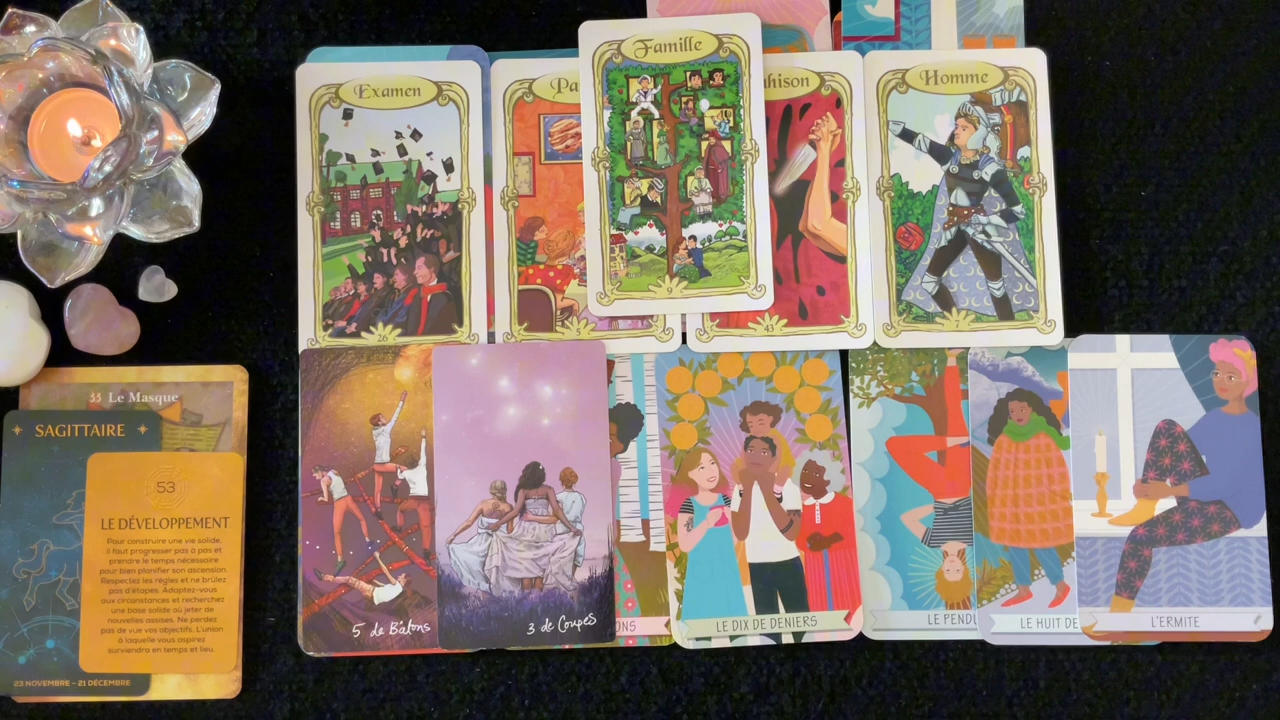 Examen
Pa
Famille
hison
Homme
26
43
7
33 Le Masque
SAGITTAIRE
53
LE DÉVELOPPEMENT
Pour construire une vie solide,
il faut progresser pas à pas et
prendre le temps nécessaire
pour bien planifier son ascension.
Respectez les règles et ne brûlez
pas d'étapes. Adaptez-vous
aux circonstances et recherchez
une base solide où jeter de
nouvelles assises. Ne perdez
pas de vue vos objectifs. L'union
à laquelle vous aspirez
surviendra en temps et lieu.
23 NOVEMBRE – 21 DÉCEMBRE
5 de Bâtons
3 de Coupes
ONS
LE DIX DE DENIERS
LE PENDU
LE HUIT DE
L'ERMITE